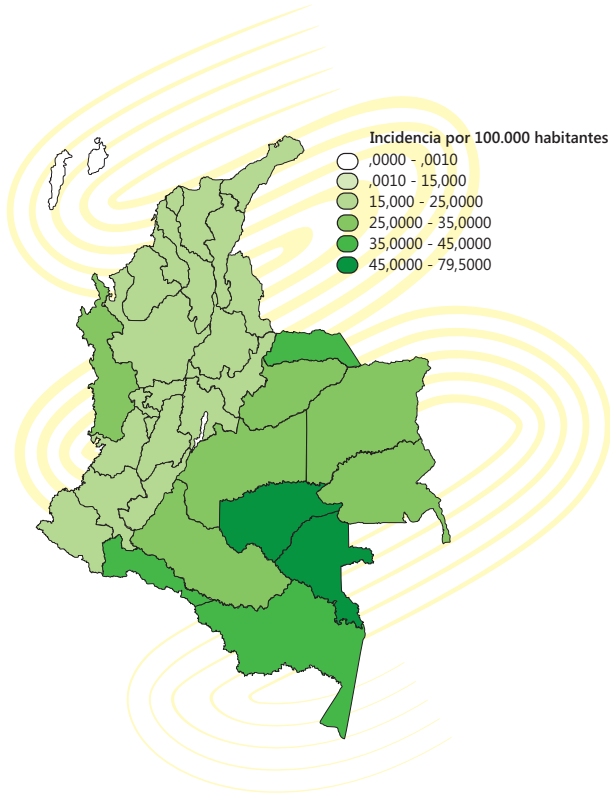 Incidencia por 100.000 habitantes
,0000 - ,0010
,0010 - 15,000
15,000 - 25,0000
25,0000 - 35,0000
35,0000 - 45,0000
45,0000 - 79,5000